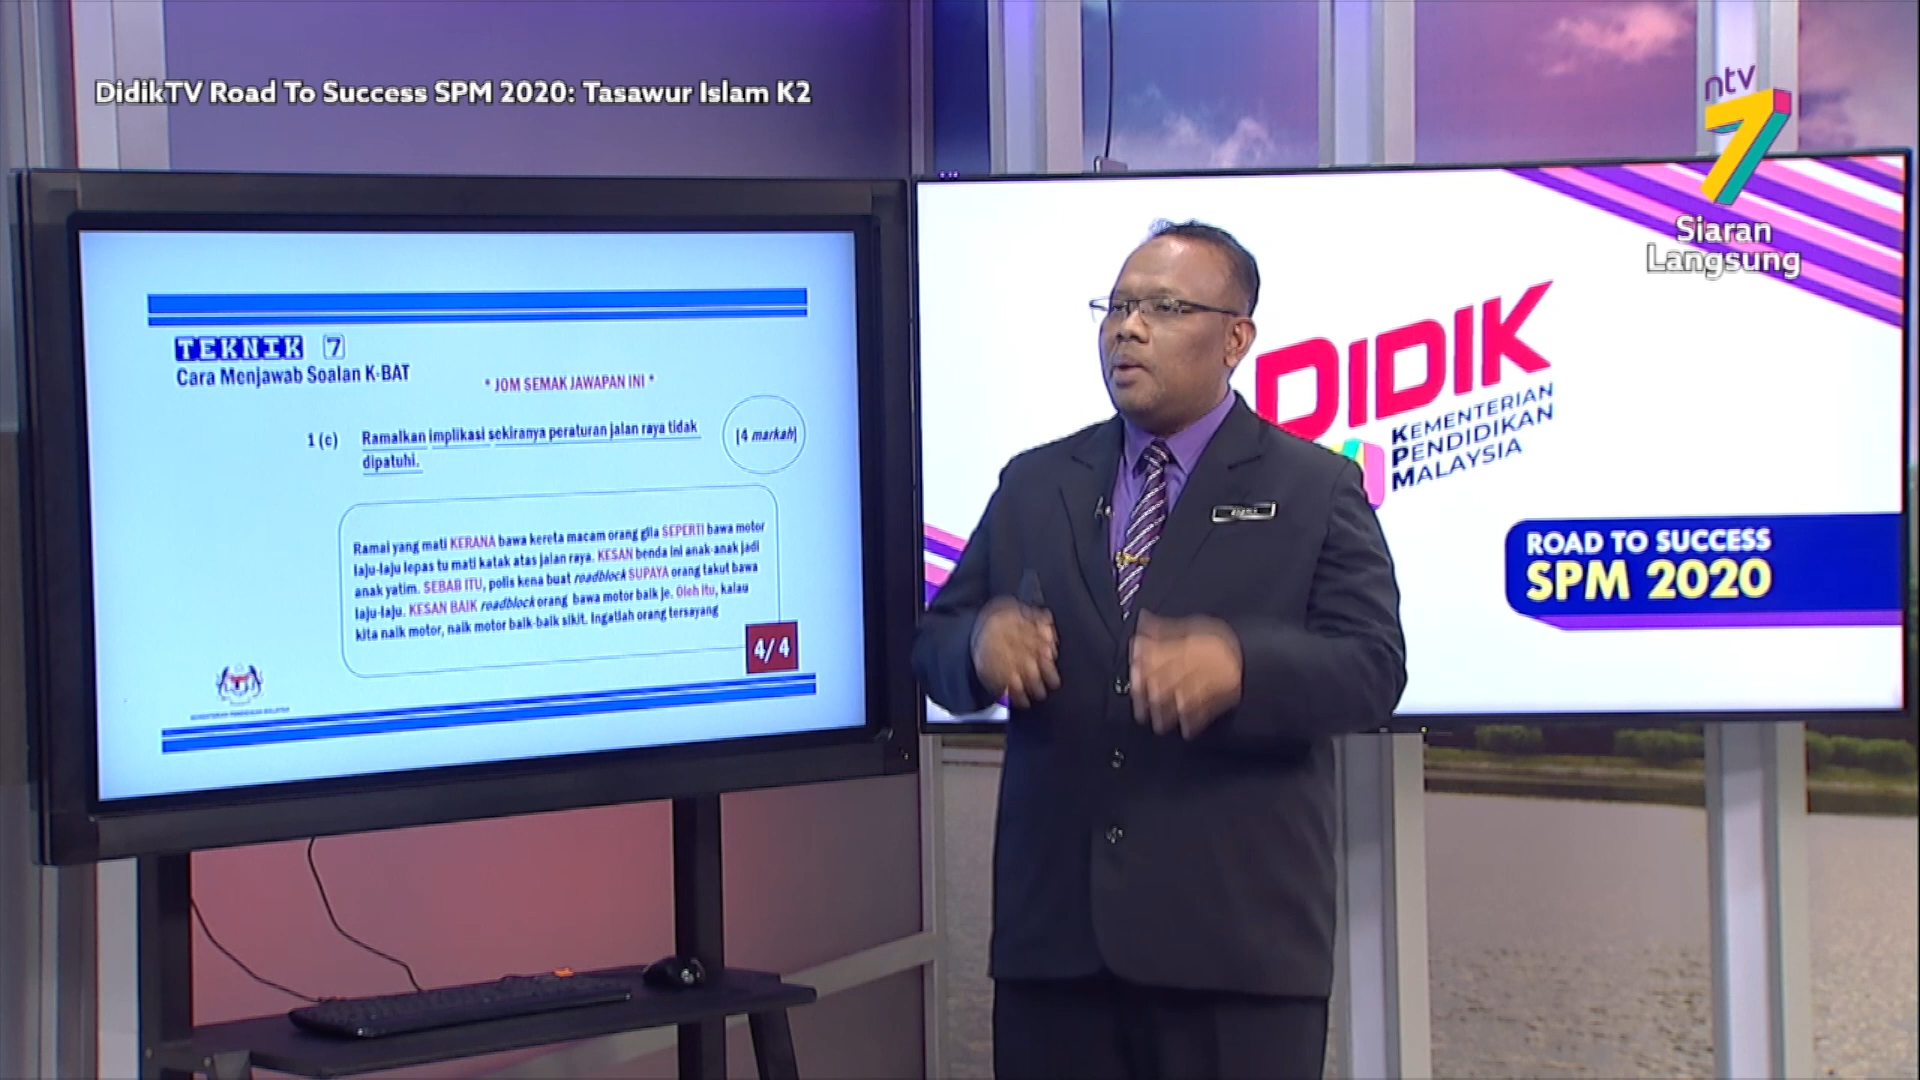 DidikTV Road To Success SPM 2020: Tasawur Islam K2
ntv
7
Siaran
Langsung
TEKNIK 7
Cara Menjawab Soalan K-BAT
* JOM SEMAK JAWAPAN INI *
1 (c) Ramalkan implikasi sekiranya peraturan jalan raya tidak
dipatuhi.
[4 markah]
Ramai yang mati KERANA bawa kereta macam orang gila SEPERTI bawa motor
laju-laju lepas tu mati katak atas jalan raya. KESAN benda ini anak-anak jadi
anak yatim. SEBAB ITU, polis kena buat roadblock SUPAYA orang takut bawa
laju-laju. KESAN BAIK roadblock orang bawa motor baik je. Oleh itu, kalau
kita naik motor, naik motor baik-baik sikit. Ingatlah orang tersayang
4/4
KEMENTERIAN PENDIDIKAN MALAYSIA
DIDIK
KEMENTERIAN
PENDIDIKAN
MALAYSIA
ROAD TO SUCCESS
SPM 2020